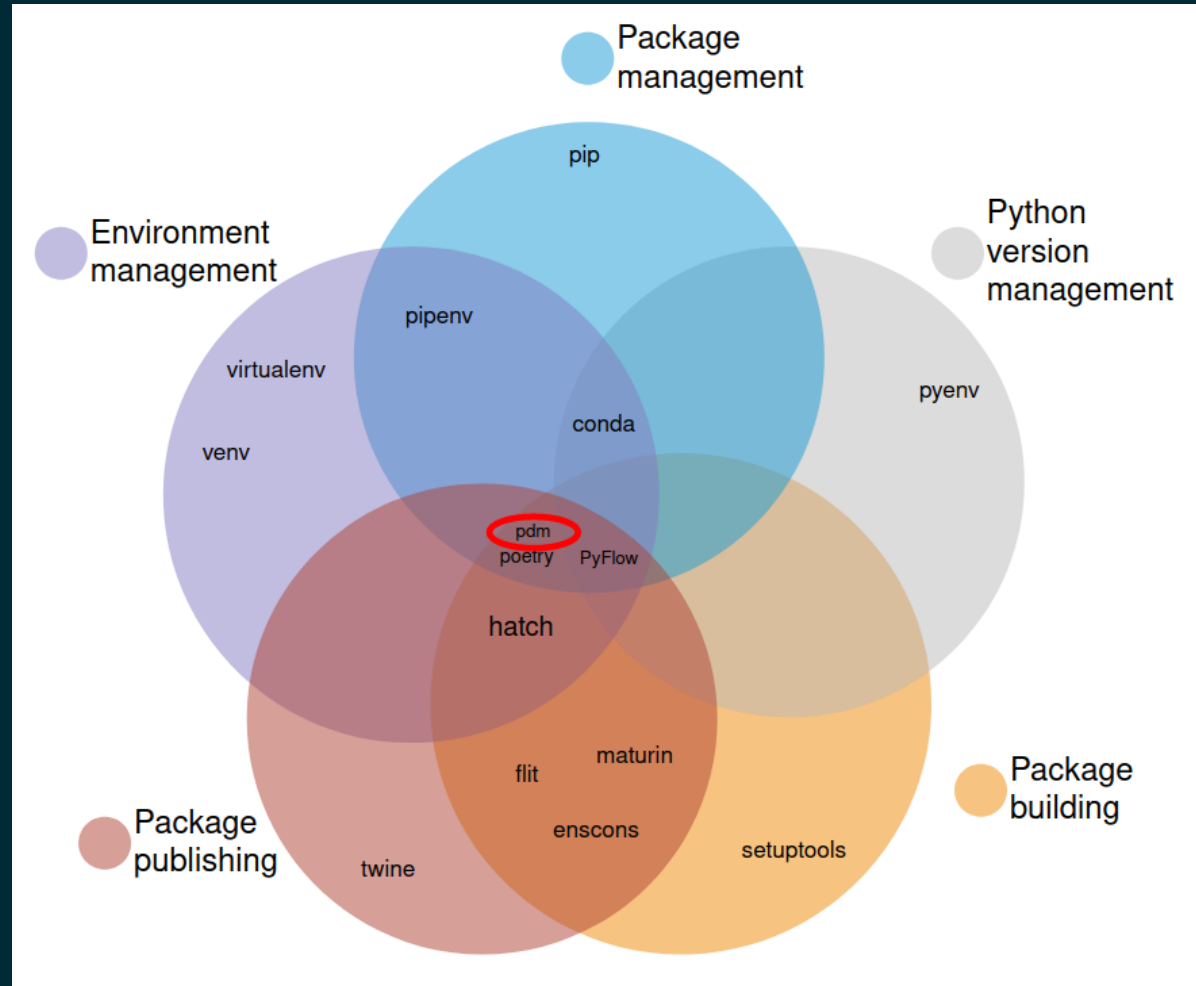 Package
management
pip
Environment
management
Python
version
management
pipenv
virtualenv
pyenv
conda
venv
pdm
poetry
PyFlow
hatch
maturin
flit
Package
building
Package
publishing
enscons
setuptools
twine